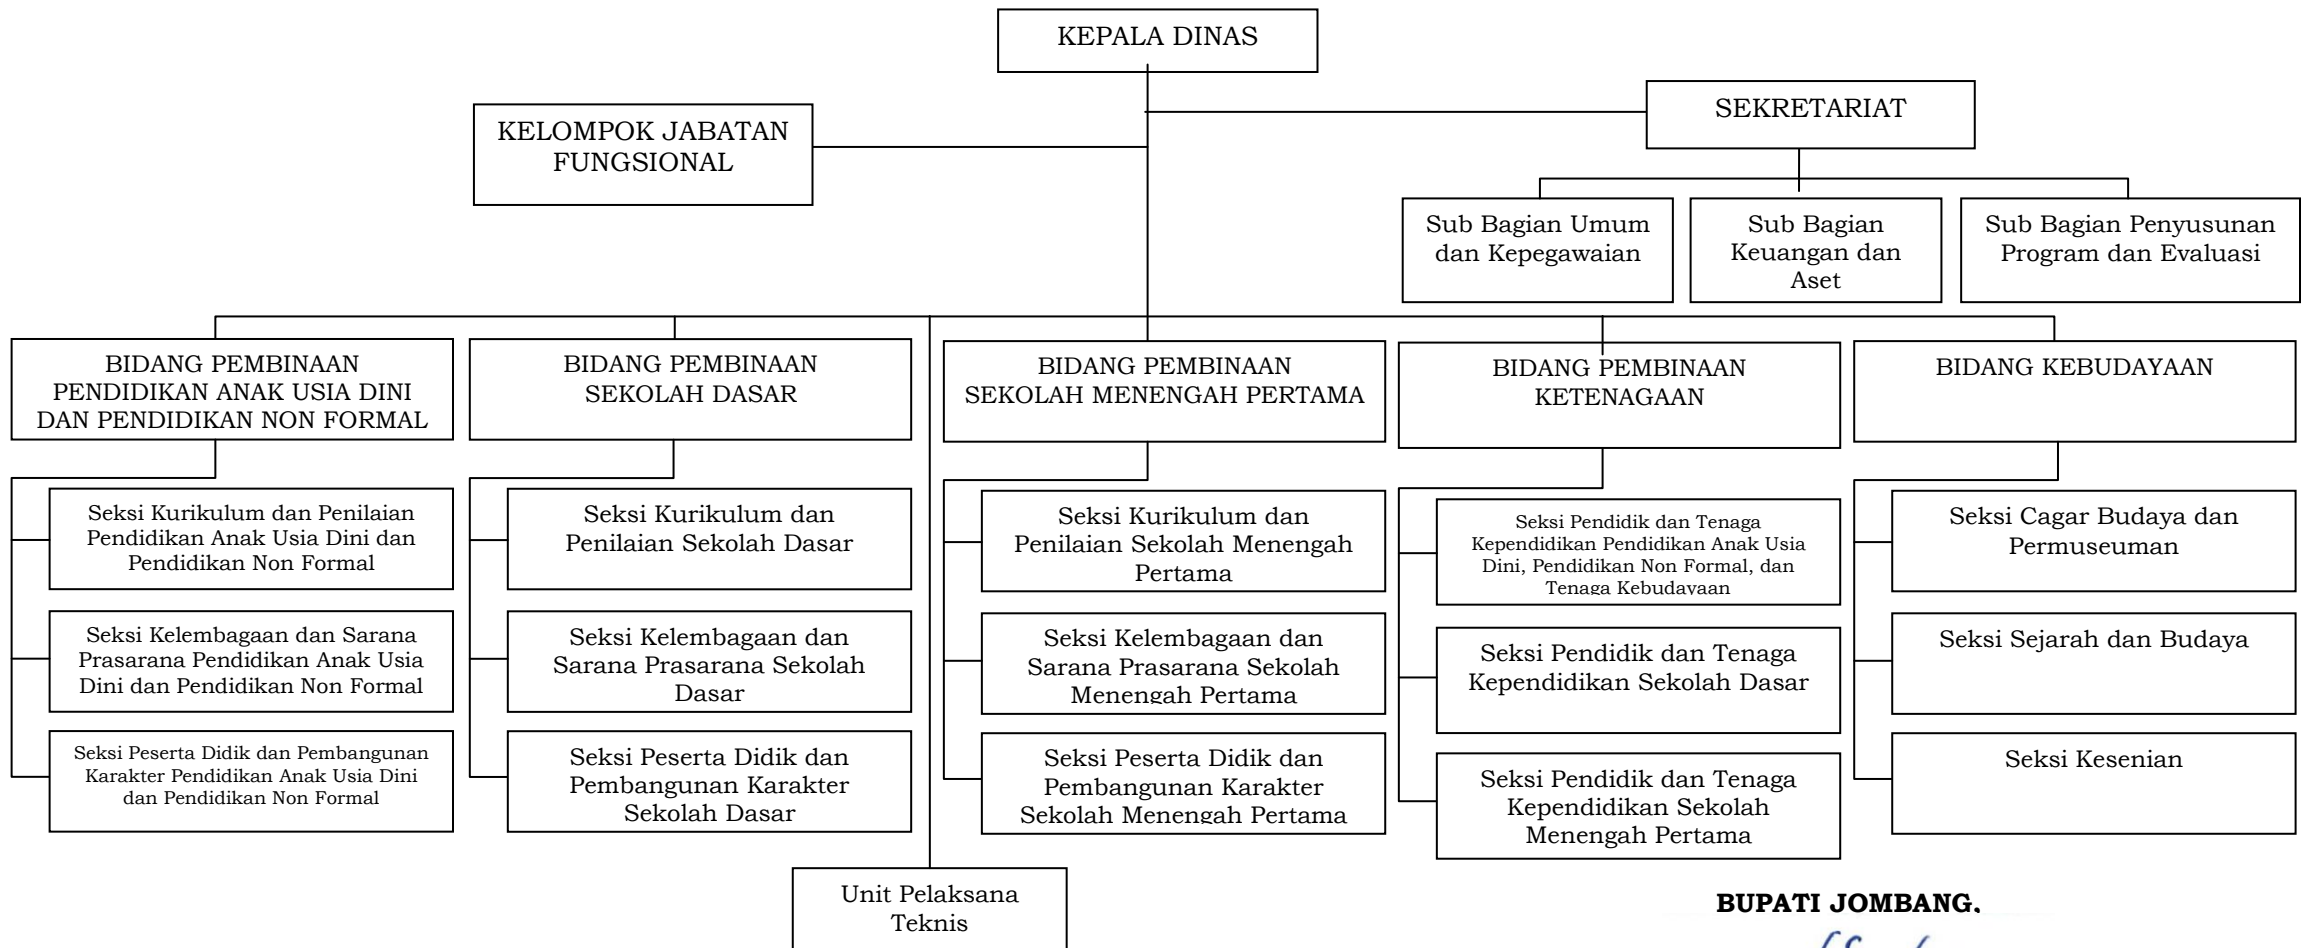 KEPALA DINAS
SEKRETARIAT
KELOMPOK JABATAN
FUNGSIONAL
Sub Bagian Umum
dan Kepegawaian
Sub Bagian
Keuangan dan
Aset
Sub Bagian Penyusunan
Program dan Evaluasi
BIDANG PEMBINAAN
PENDIDIKAN ANAK USIA DINI
DAN PENDIDIKAN NON FORMAL
BIDANG PEMBINAAN
SEKOLAH DASAR
BIDANG PEMBINAAN
SEKOLAH MENENGAH PERTAMA
BIDANG PEMBINAAN
KETENAGAAN
BIDANG KEBUDAYAAN
Seksi Kurikulum dan Penilaian
Pendidikan Anak Usia Dini dan
Pendidikan Non Formal
Seksi Kelembagaan dan Sarana
Prasarana Pendidikan Anak Usia
Dini dan Pendidikan Non Formal
Seksi Peserta Didik dan Pembangunan
Karakter Pendidikan Anak Usia Dini
dan Pendidikan Non Formal
Seksi Kurikulum dan
Penilaian Sekolah Dasar
Seksi Kelembagaan dan
Sarana Prasarana Sekolah
Dasar
Seksi Peserta Didik dan
Pembangunan Karakter
Sekolah Dasar
Seksi Kurikulum dan
Penilaian Sekolah Menengah
Pertama
Seksi Kelembagaan dan
Sarana Prasarana Sekolah
Menengah Pertama
Seksi Peserta Didik dan
Pembangunan Karakter
Sekolah Menengah Pertama
Seksi Pendidik dan Tenaga
Kependidikan Pendidikan Anak Usia
Dini, Pendidikan Non Formal, dan
Tenaga Kebudayaan
Seksi Pendidik dan Tenaga
Kependidikan Sekolah Dasar
Seksi Pendidik dan Tenaga
Kependidikan Sekolah
Menengah Pertama
Seksi Cagar Budaya dan
Permuseuman
Seksi Sejarah dan Budaya
Seksi Kesenian
Unit Pelaksana
Teknis
BUPATI JOMBANG,